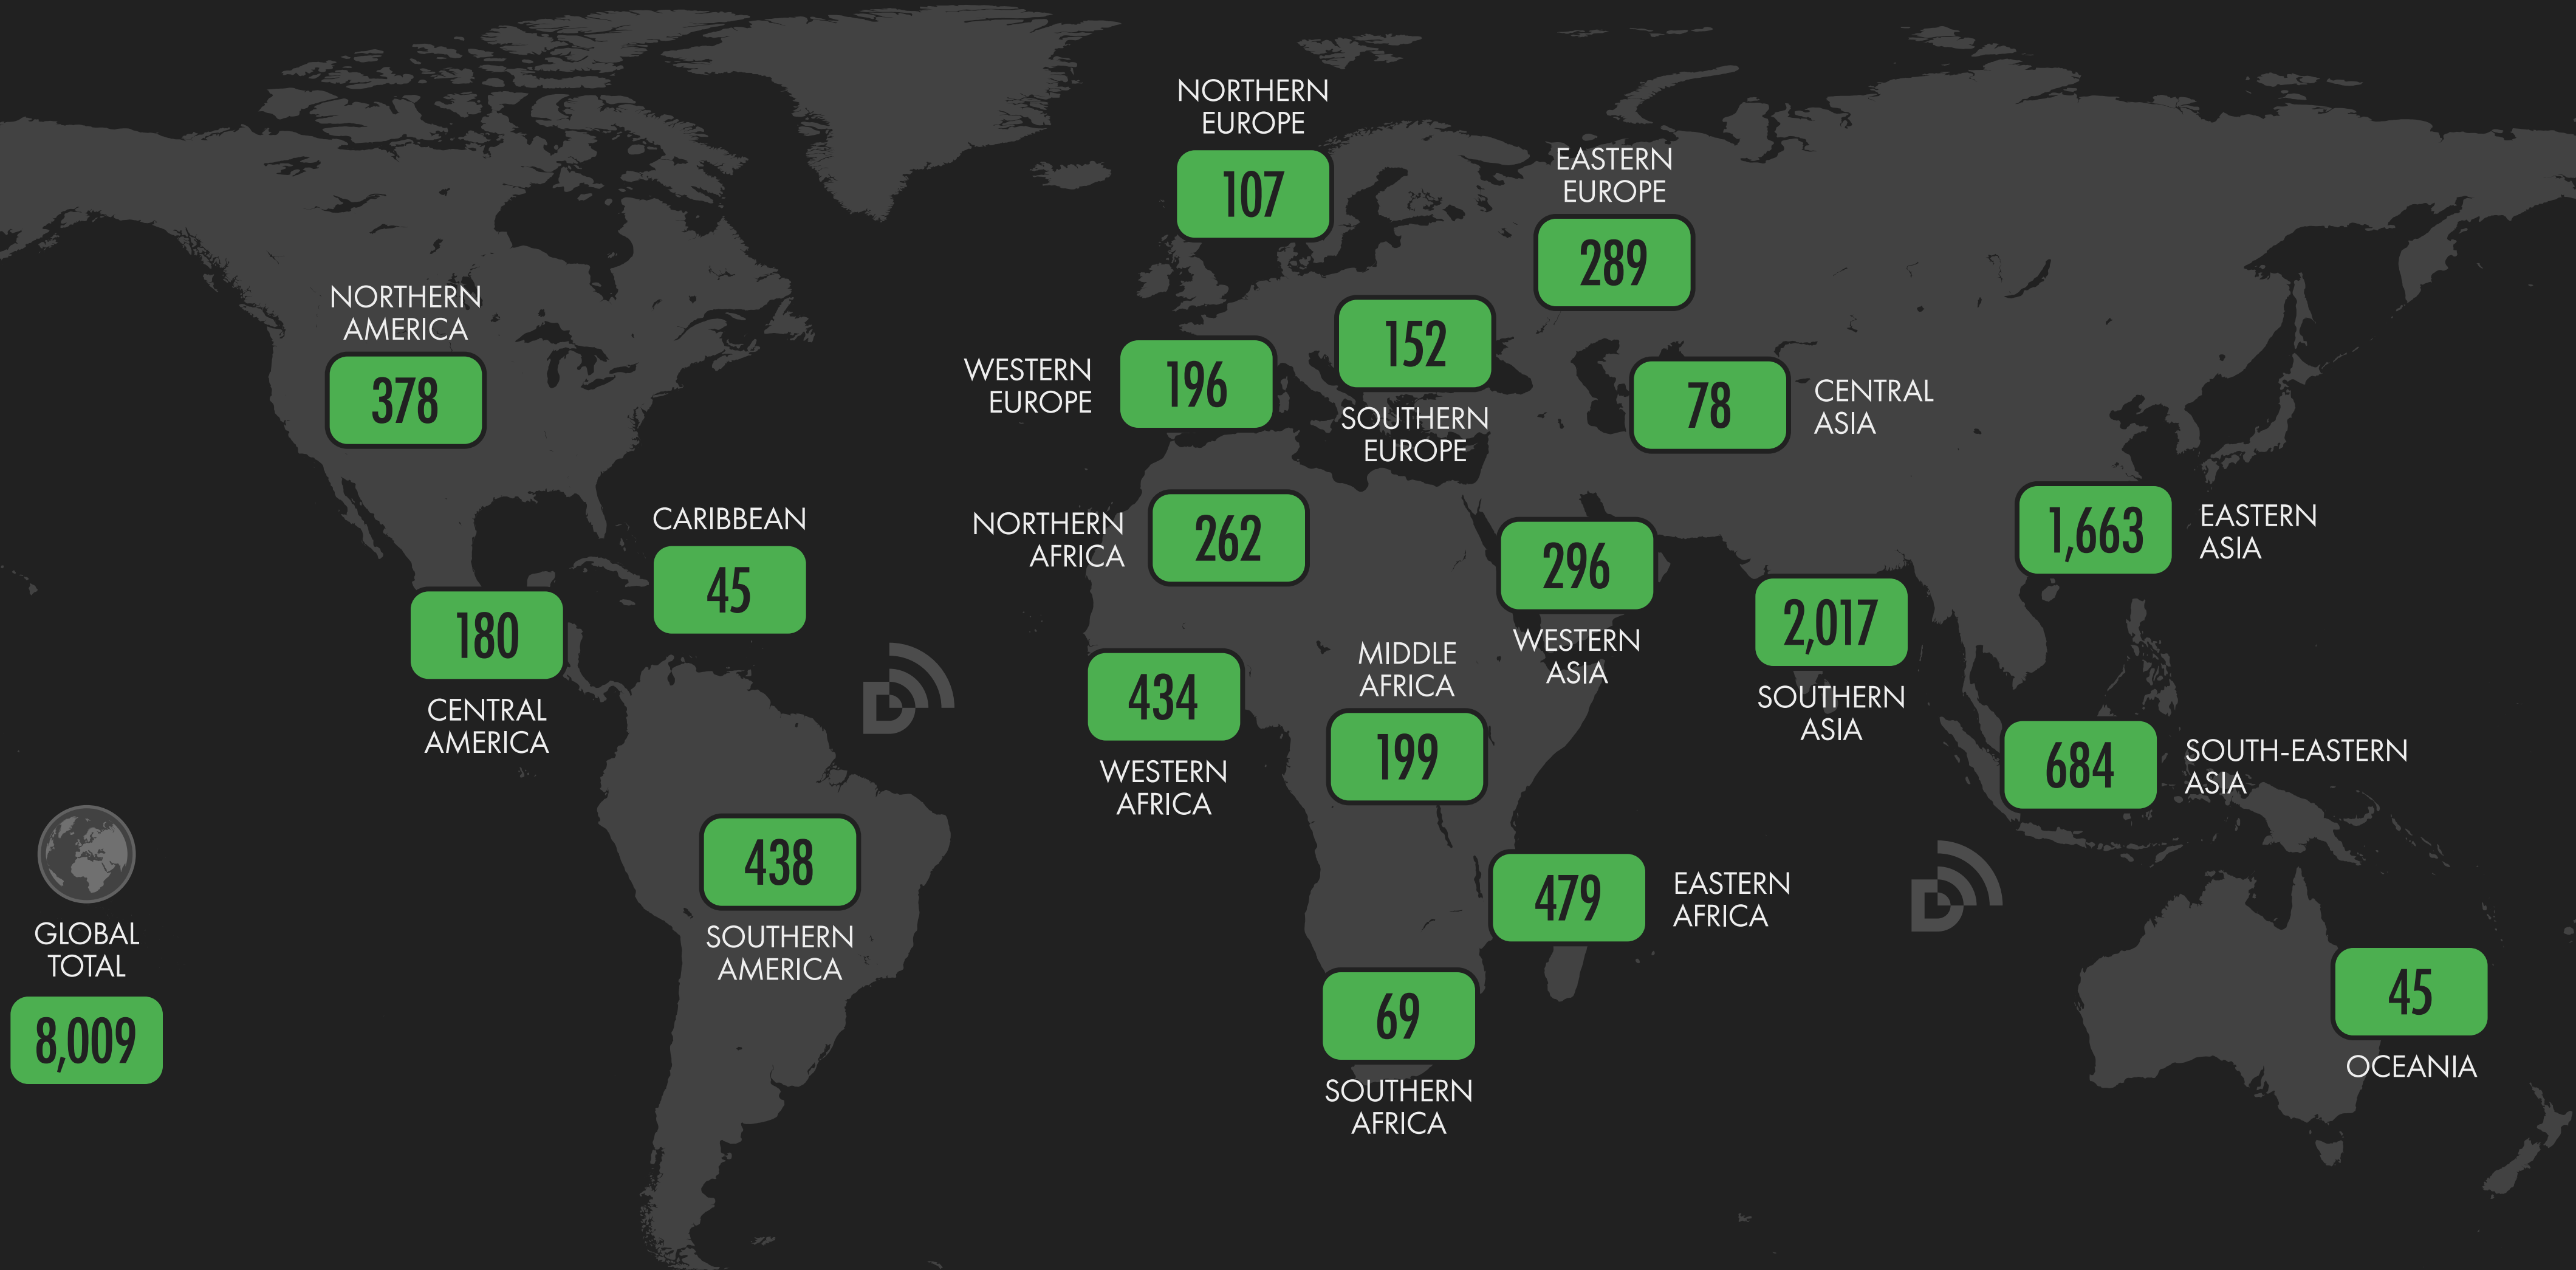 NORTHERN
EUROPE
107
EASTERN
EUROPE
289
NORTHERN
AMERICA
378
WESTERN
EUROPE
196
152
SOUTHERN
EUROPE
78
CENTRAL
ASIA
CARIBBEAN
45
NORTHERN
AFRICA
262
296
WESTERN
ASIA
1,663
EASTERN
ASIA
180
CENTRAL
AMERICA
2,017
SOUTHERN
ASIA
434
WESTERN
AFRICA
MIDDLE
AFRICA
199
684
SOUTH-EASTERN
ASIA
438
SOUTHERN
AMERICA
479
EASTERN
AFRICA
GLOBAL
TOTAL
8,009
69
SOUTHERN
AFRICA
45
OCEANIA